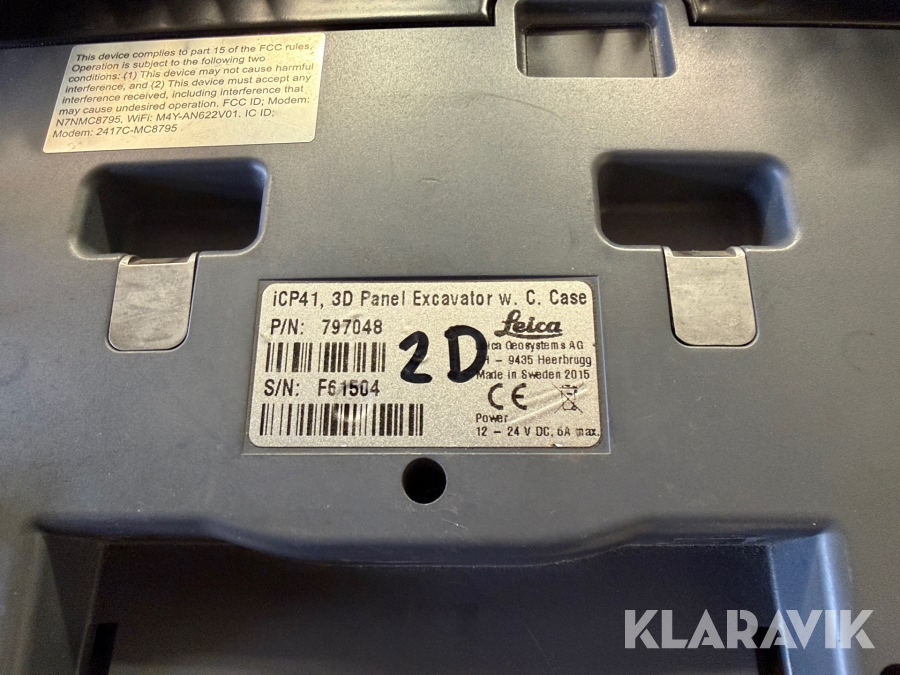 This device complies to part 15 of the FCC rules.
Operation is subject to the following two
conditions: (1) This device may not cause harmful
interference, and (2) This device must accept any
interference received, including interference that
may cause undesired operation. FCC ID; Modem:
N7NMC8795, WiFi: M4Y-AN622V01. IC ID;
Modem: 2417C-MC8795
iCP41, 3D Panel Excavator w. C. Case
P/N: 797048
Leica
Geosystems AG
- 9435 Heerbrugg
2D
Made in Sweden 2015
S/N: F61504
CE
Power
12 - 24 V DC, 6A max.
KLARAVIK